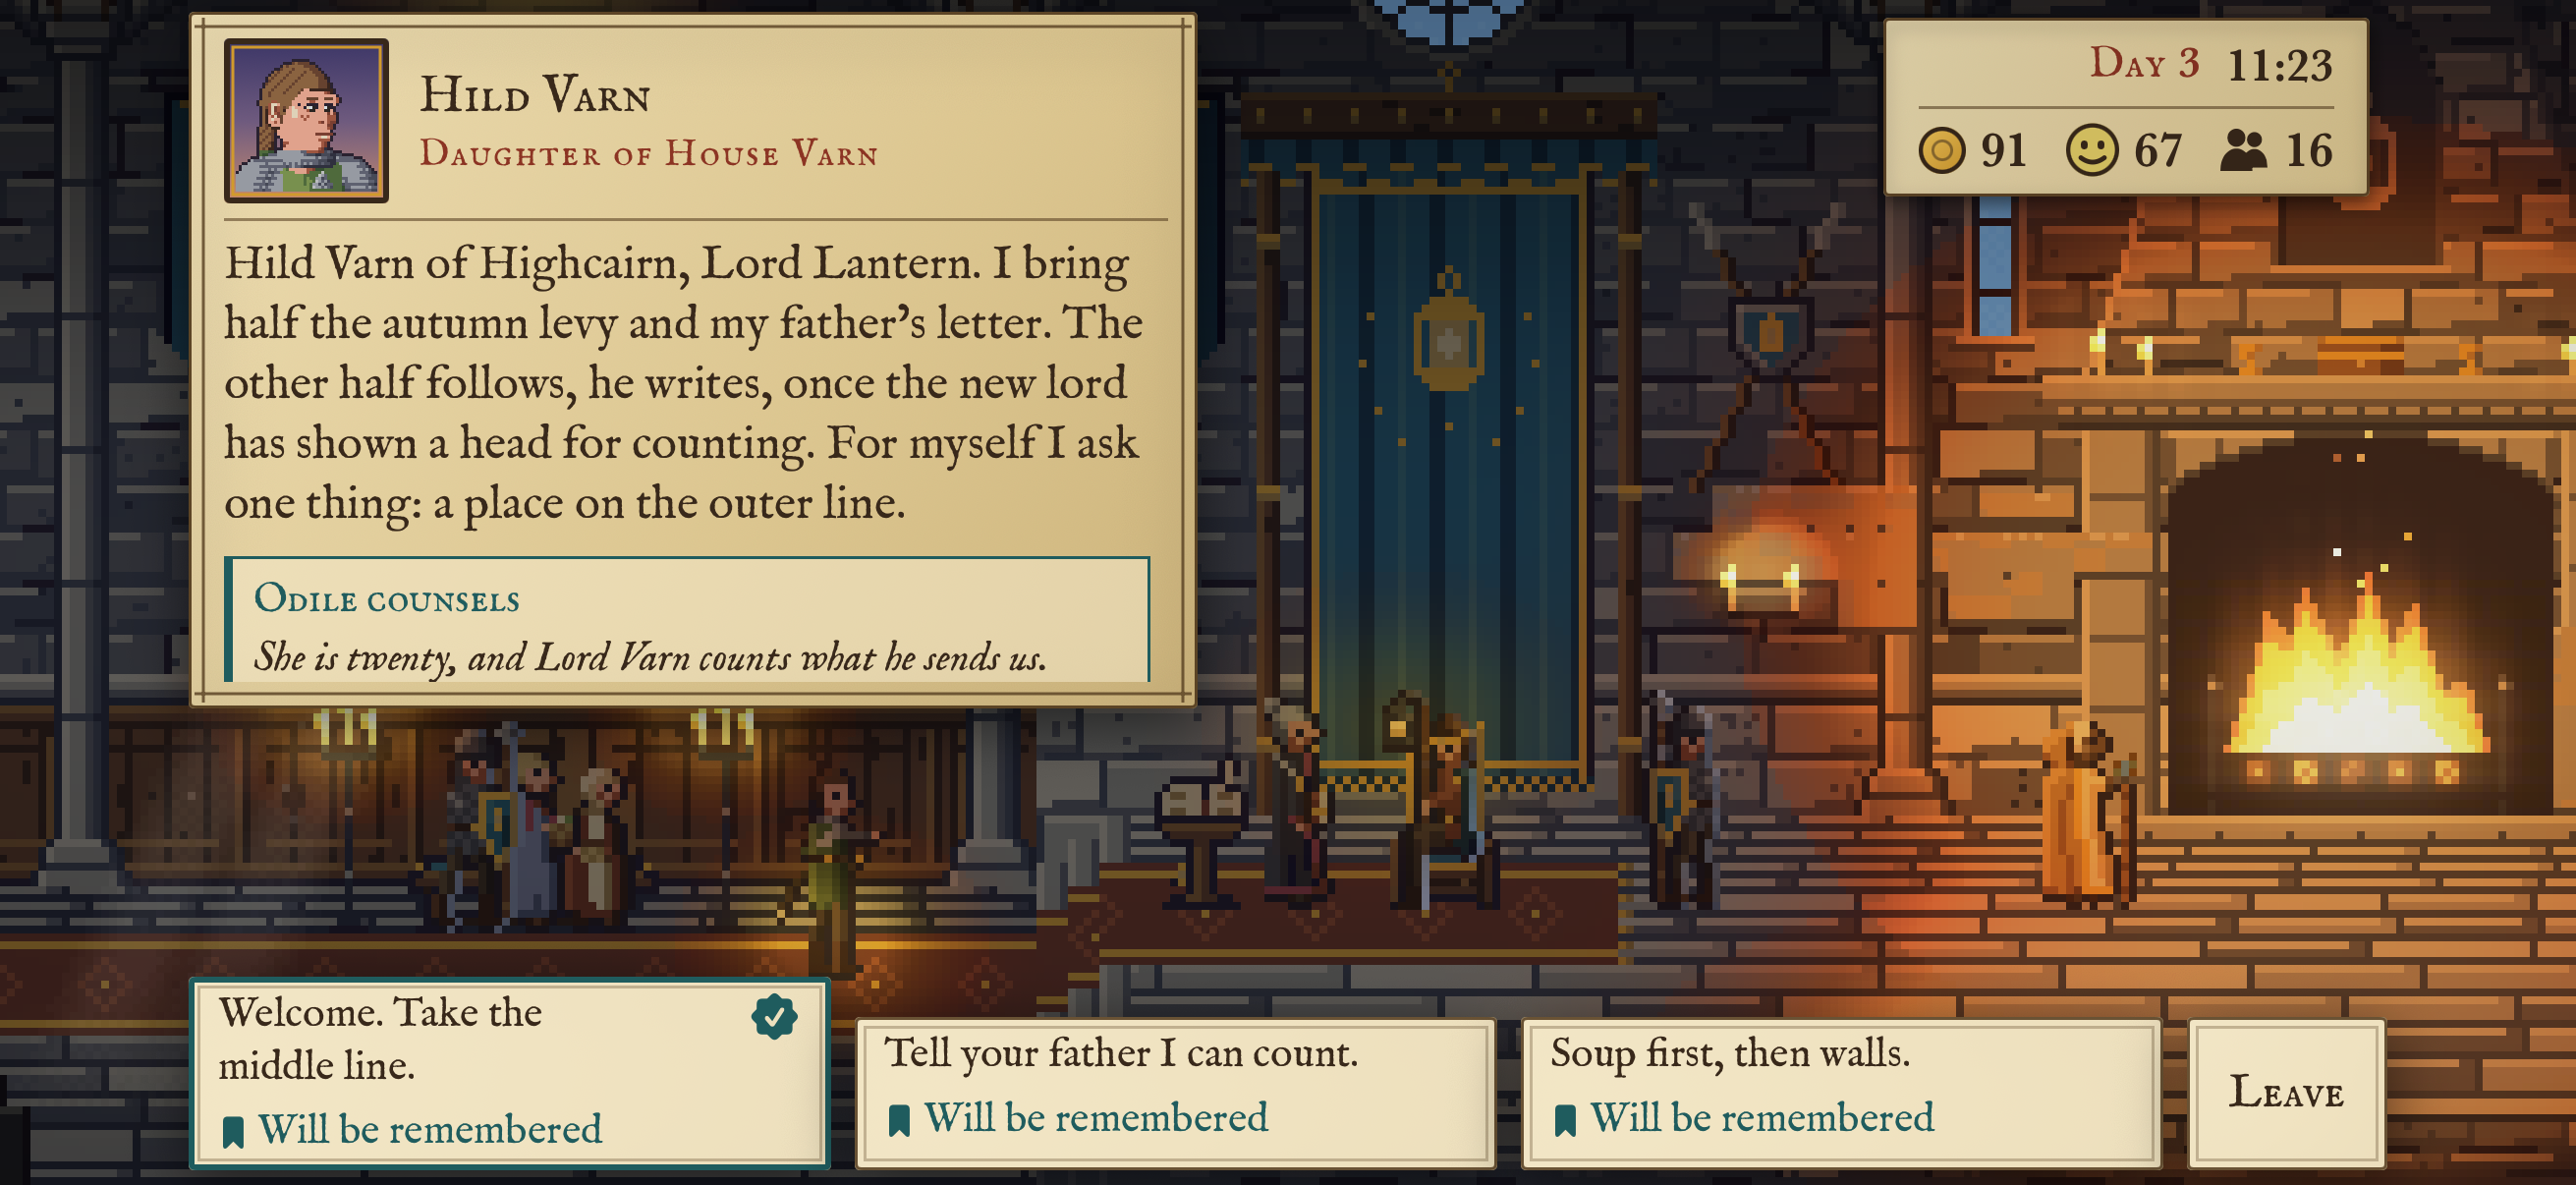 Hild Varn
Daughter of House Varn
Hild Varn of Highcairn, Lord Lantern. I bring
half the autumn levy and my father’s letter. The
other half follows, he writes, once the new lord
has shown a head for counting. For myself I ask
one thing: a place on the outer line.
Odile counsels
She is twenty, and Lord Varn counts what he sends us.
Day 3 11:23
91 67 16
Welcome. Take the
middle line.
Will be remembered
Tell your father I can count.
Will be remembered
Soup first, then walls.
Will be remembered
Leave